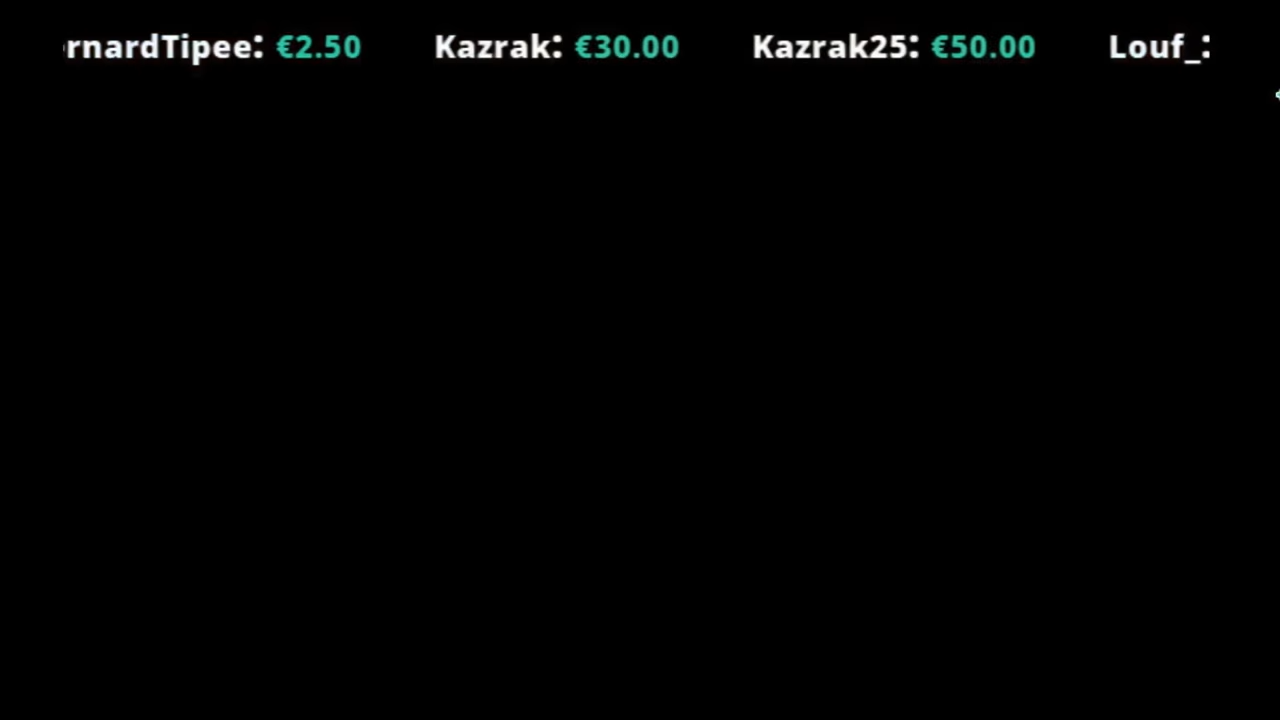 rnardTipee: €2.50 Kazrak: €30.00 Kazrak25: €50.00 Louf_: